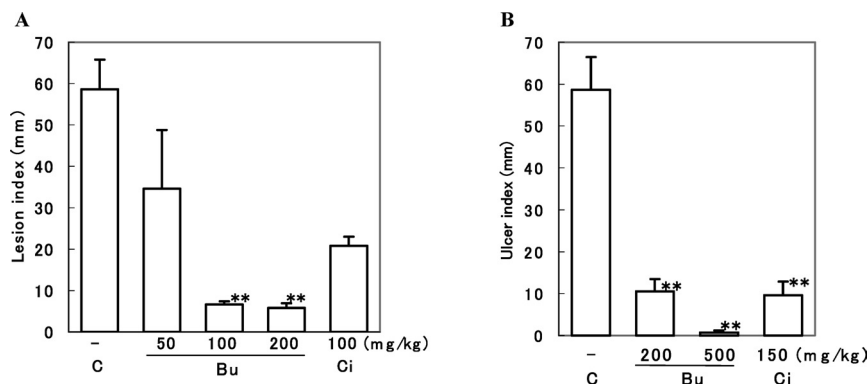 A
Lesion index (mm)
70
60
50
40
30
20
10
0
** **
– 50 100 200 100 (mg/kg)
C Bu Ci
B
Ulcer index (mm)
70
60
50
40
30
20
10
0
** ** **
– 200 500 150 (mg/kg)
C Bu Ci